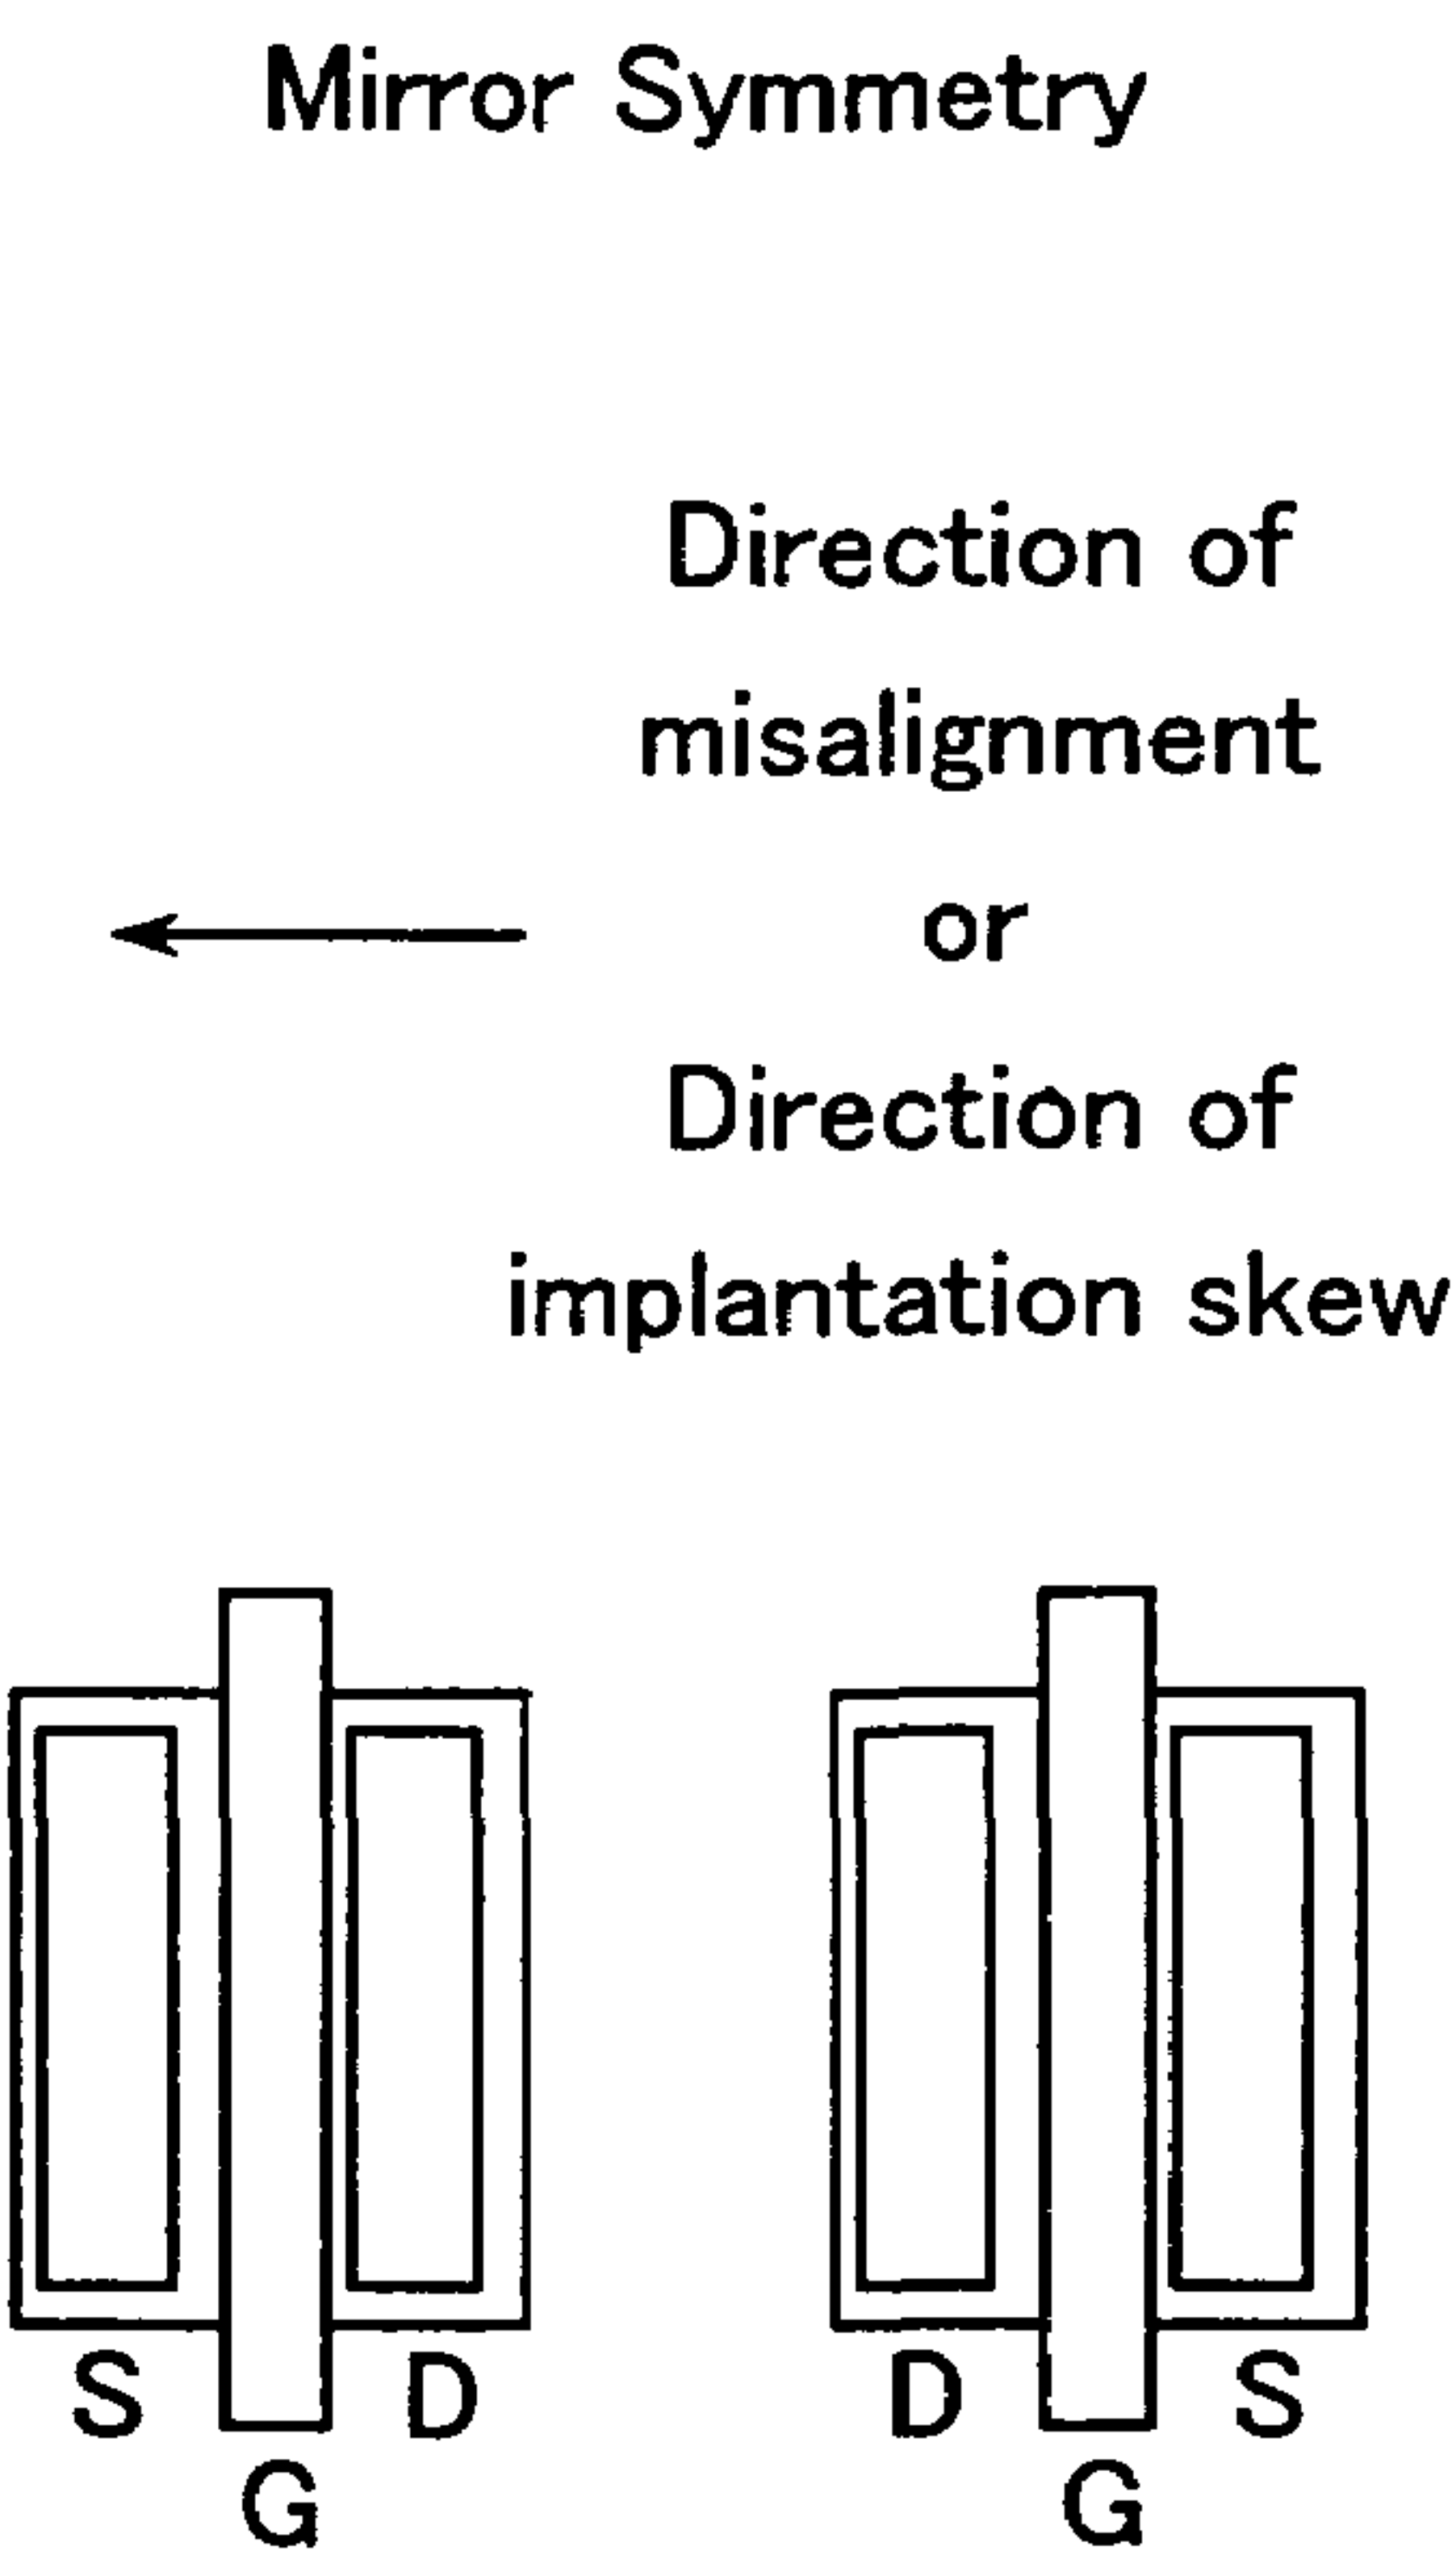 Mirror Symmetry
Direction of
misalignment
or
Direction of
implantation skew
S D D S
G G